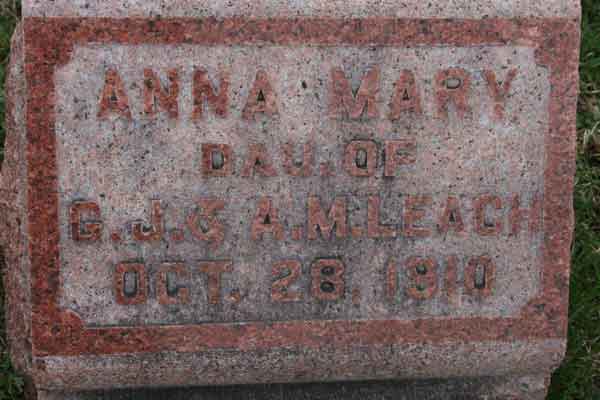 ANNA MARY
DAU. OF
C. J. & A. M. LEACH
OCT. 28. 1910